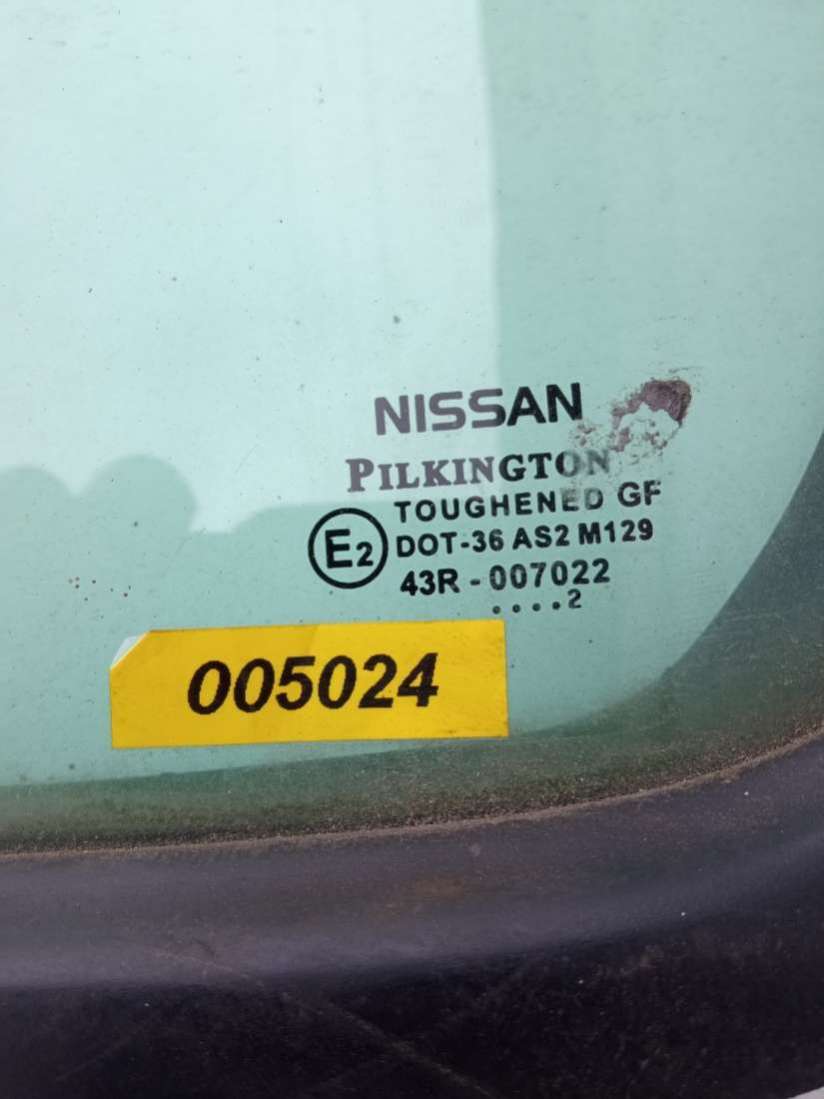 NISSAN
PILKINGTON
TOUGHENED GF
E2
DOT-36 AS2 M129
43R - 007022
....2
005024